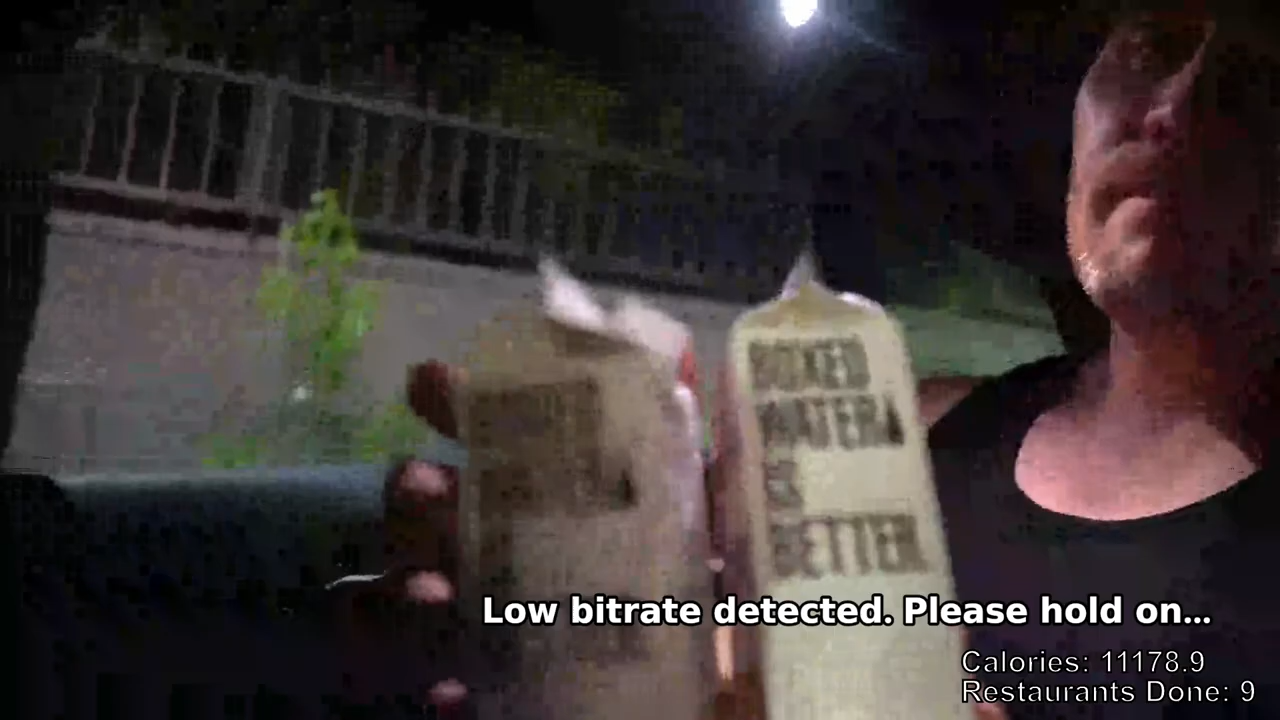 BOXED
WATER
IS
BETTER.
Low bitrate detected. Please hold on...
Calories: 11178.9
Restaurants Done: 9